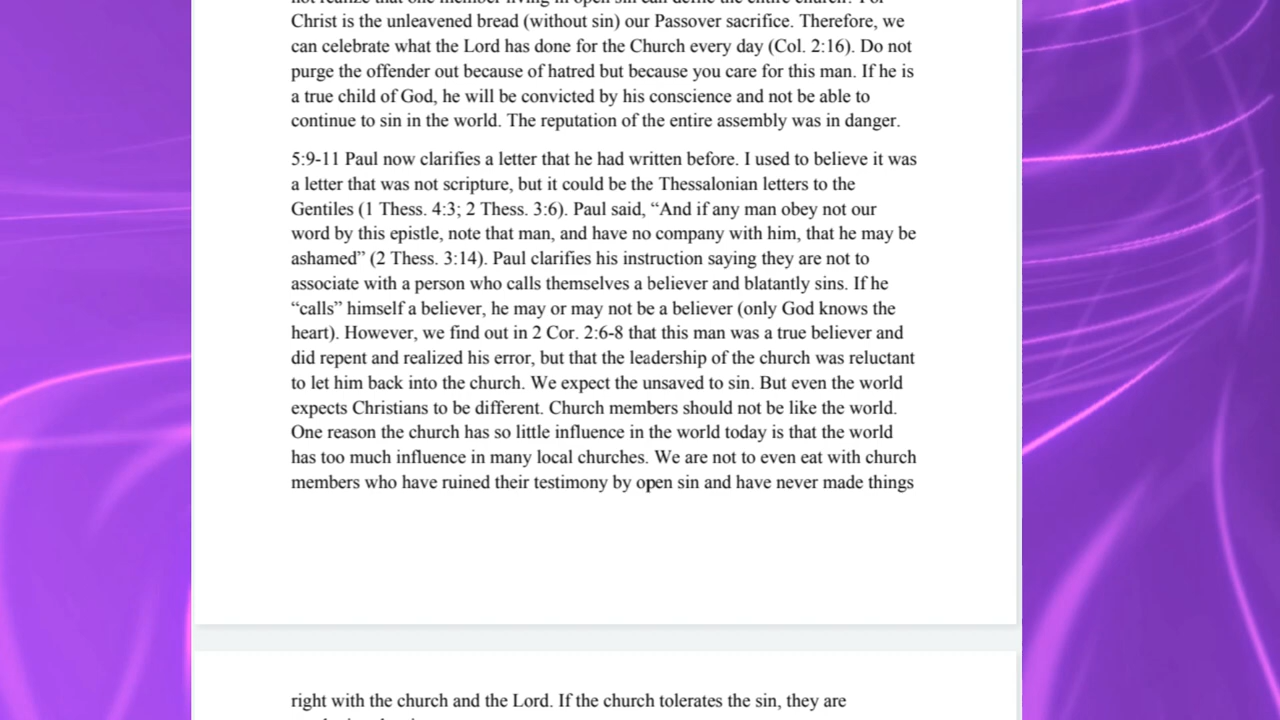 Christ is the unleavened bread (without sin) our Passover sacrifice. Therefore, we
can celebrate what the Lord has done for the Church every day (Col. 2:16). Do not
purge the offender out because of hatred but because you care for this man. If he is
a true child of God, he will be convicted by his conscience and not be able to
continue to sin in the world. The reputation of the entire assembly was in danger.
5:9-11 Paul now clarifies a letter that he had written before. I used to believe it was
a letter that was not scripture, but it could be the Thessalonian letters to the
Gentiles (1 Thess. 4:3; 2 Thess. 3:6). Paul said, “And if any man obey not our
word by this epistle, note that man, and have no company with him, that he may be
ashamed” (2 Thess. 3:14). Paul clarifies his instruction saying they are not to
associate with a person who calls themselves a believer and blatantly sins. If he
“calls” himself a believer, he may or may not be a believer (only God knows the
heart). However, we find out in 2 Cor. 2:6-8 that this man was a true believer and
did repent and realized his error, but that the leadership of the church was reluctant
to let him back into the church. We expect the unsaved to sin. But even the world
expects Christians to be different. Church members should not be like the world.
One reason the church has so little influence in the world today is that the world
has too much influence in many local churches. We are not to even eat with church
members who have ruined their testimony by open sin and have never made things
right with the church and the Lord. If the church tolerates the sin, they are